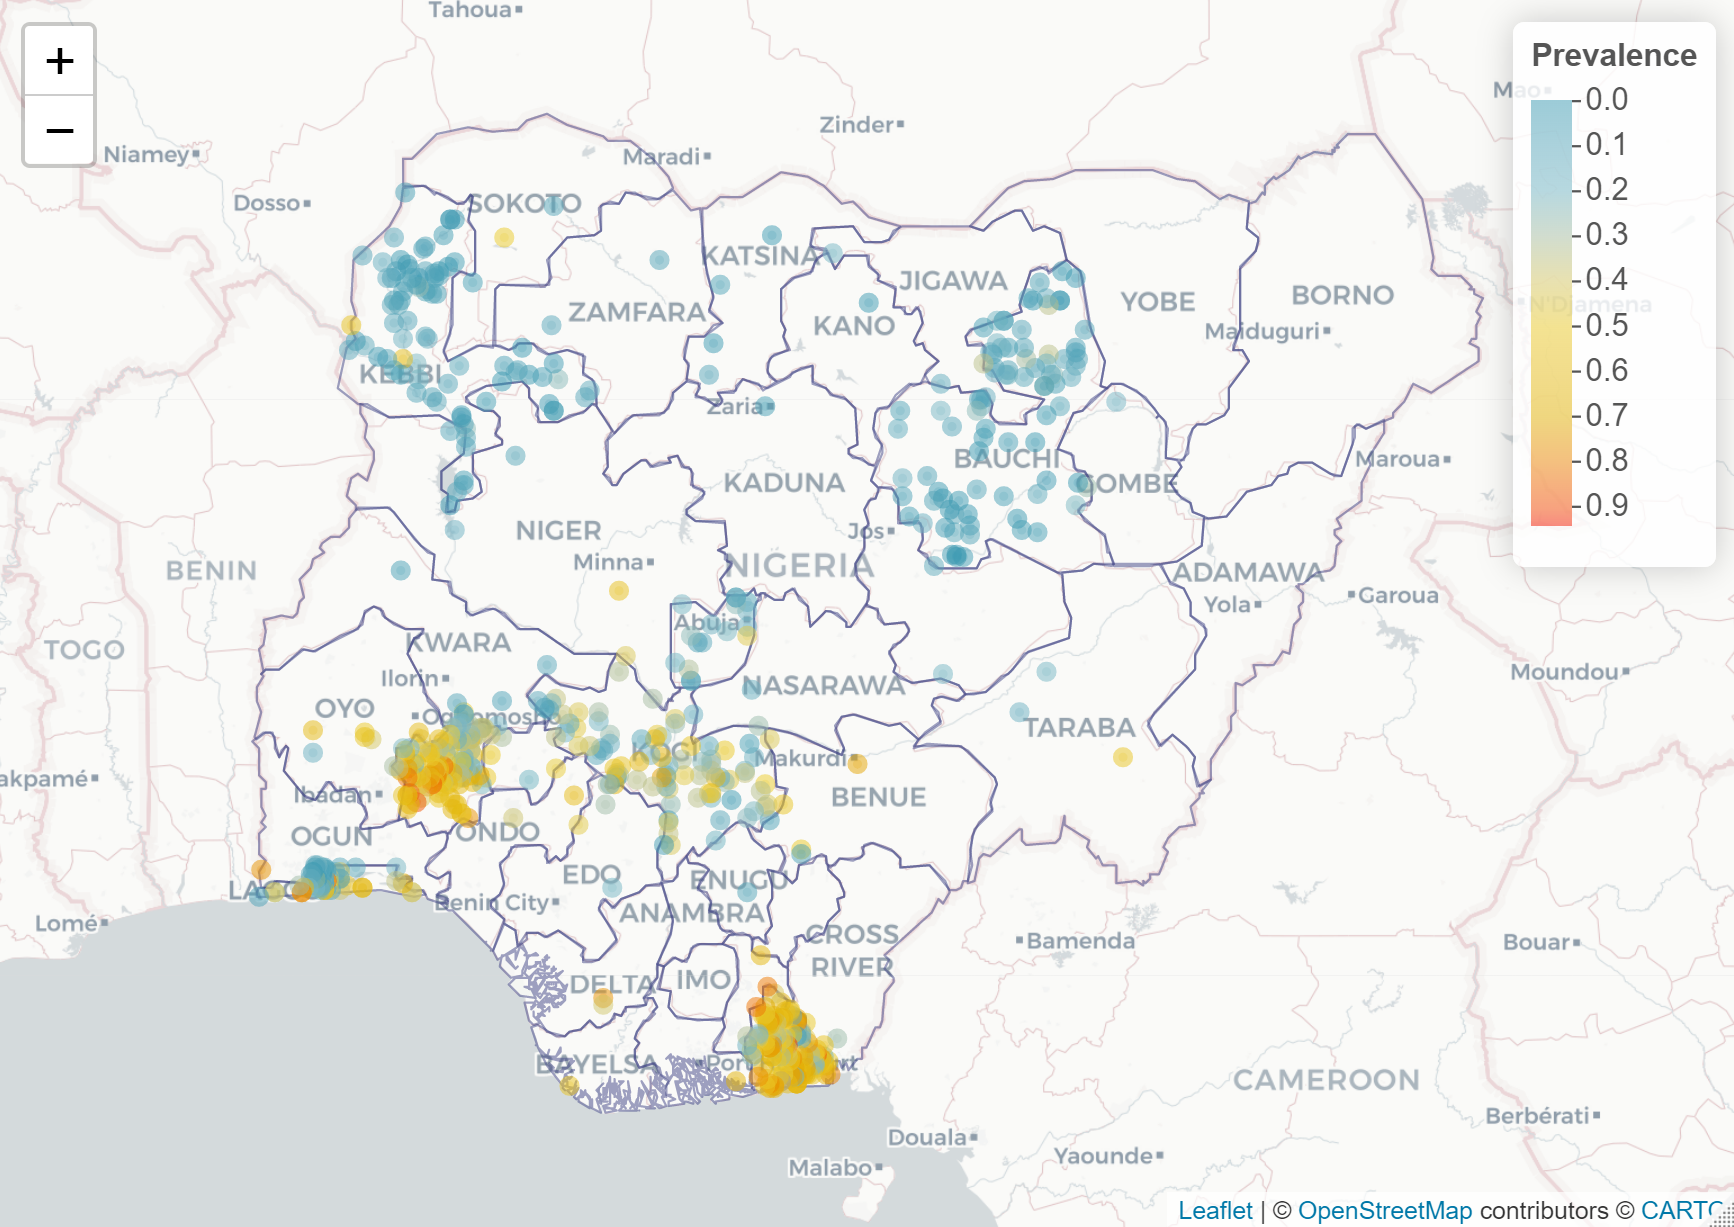 Tahoua
+
−
Prevalence
0.0
0.1
0.2
0.3
0.4
0.5
0.6
0.7
0.8
0.9
Mao
N'Djamena
Zinder
Niamey
Maradi
Dosso
SOKOTO
KATSINA
JIGAWA
ZAMFARA
KANO
YOBE
BORNO
Maiduguri
KEBBI
Zaria
BAUCHI
GOMBE
Maroua
KADUNA
NIGER
Jos
Minna
NIGERIA
BENIN
ADAMAWA
Yola
Garoua
Abuja
TOGO
KWARA
Ilorin
NASARAWA
Moundou
OYO
Ogbomosho
TARABA
KOGI
Makurdi
akpamé
Ibadan
BENUE
OGUN
ONDO
EDO
ENUGU
LAGOS
Benin City
ANAMBRA
Lomé
CROSS
RIVER
Bamenda
Bouar
DELTA
IMO
BAYELSA
Port Harcourt
CAMEROON
Berbérati
Douala
Yaounde
Malabo
Leaflet | © OpenStreetMap contributors © CARTO